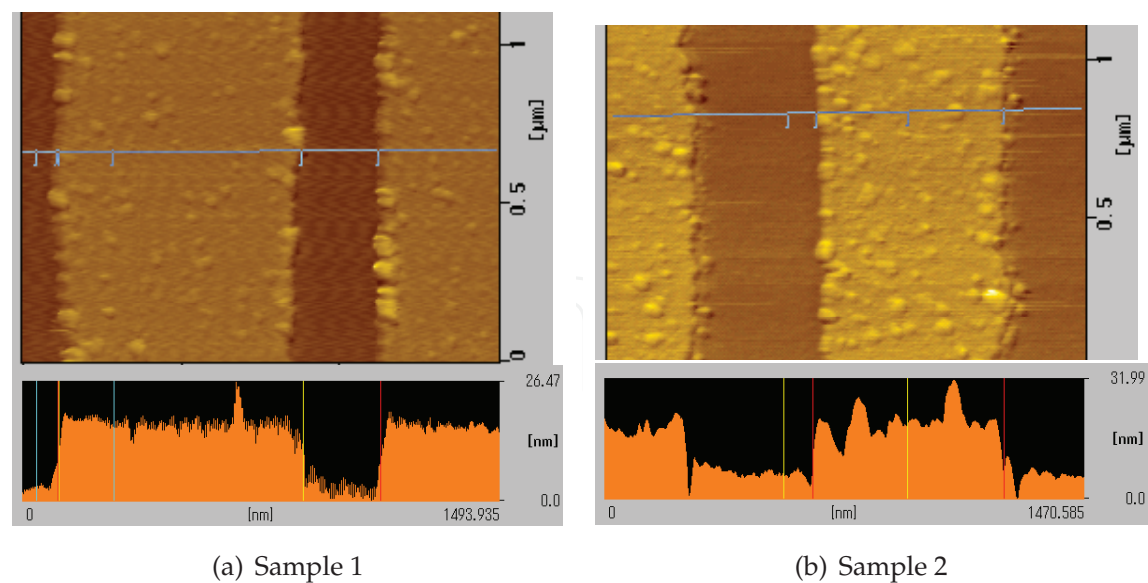 1
[µm]
0.5
0
26.47
[nm]
0.0
0 [nm] 1493.935
(a) Sample 1
1
[µm]
0.5
31.99
[nm]
0.0
0 [nm] 1470.585
(b) Sample 2